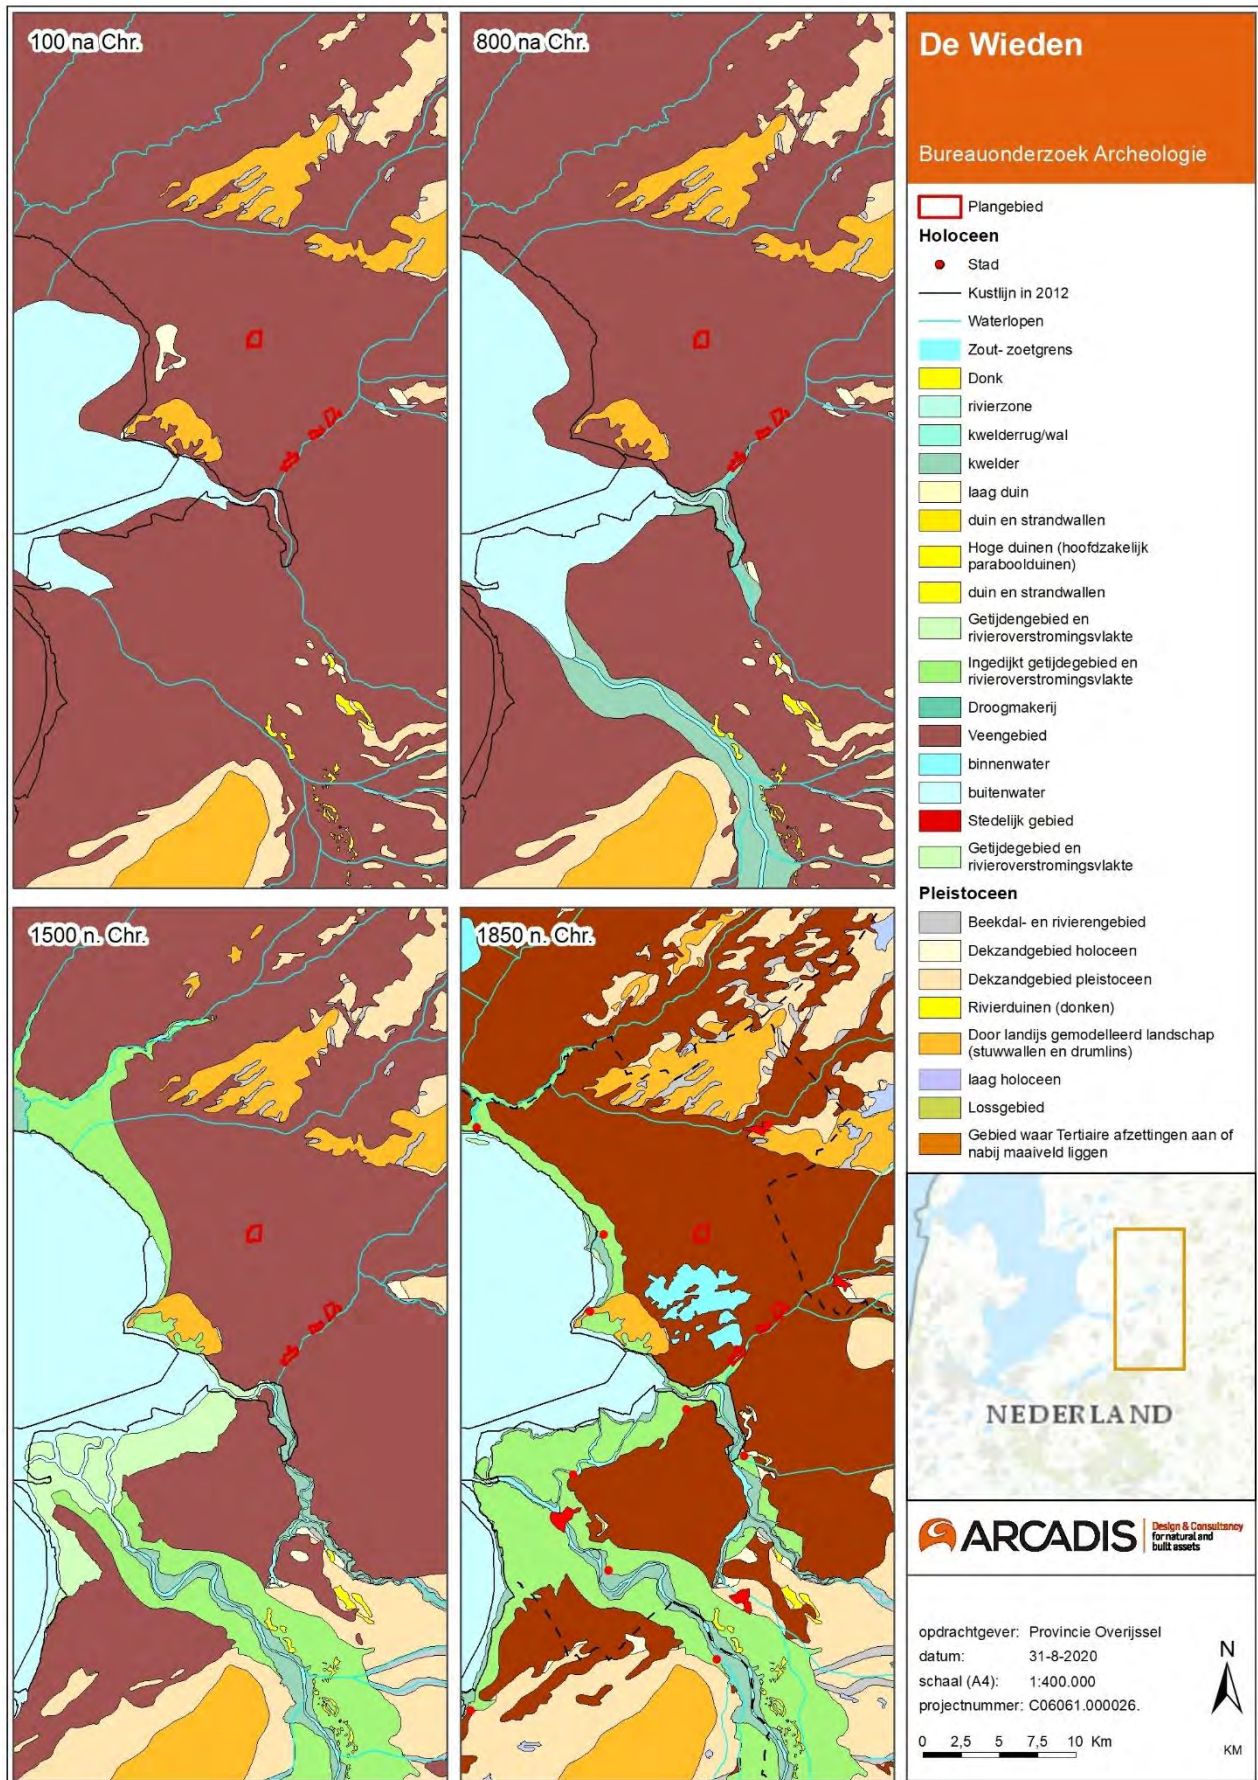 100 na Chr.
800 na Chr.
1500 n. Chr.
1850 n. Chr.
De Wieden
Bureauonderzoek Archeologie
Plangebied
Holoceen
Stad
Kustlijn in 2012
Waterlopen
Zout- zoetgrens
Donk
rivierzone
kwelderrug/wal
kwelder
laag duin
duin en strandwallen
Hoge duinen (hoofdzakelijk
paraboolduinen)
duin en strandwallen
Getijdengebied en
rivieroverstromingsvlakte
Ingedijkt getijdegebied en
rivieroverstromingsvlakte
Droogmakerij
Veengebied
binnenwater
buitenwater
Stedelijk gebied
Getijdegebied en
rivieroverstromingsvlakte
Pleistoceen
Beekdal- en rivierengebied
Dekzandgebied holoceen
Dekzandgebied pleistoceen
Rivierduinen (donken)
Door landijs gemodelleerd landschap
(stuwwallen en drumlins)
laag holoceen
Lossgebied
Gebied waar Tertiaire afzettingen aan of
nabij maaiveld liggen
NEDERLAND
ARCADIS
Design & Consultancy
for natural and
built assets
opdrachtgever: Provincie Overijssel
datum: 31-8-2020
schaal (A4): 1:400.000
projectnummer: C06061.000026.
N
0 2,5 5 7,5 10 Km
KM